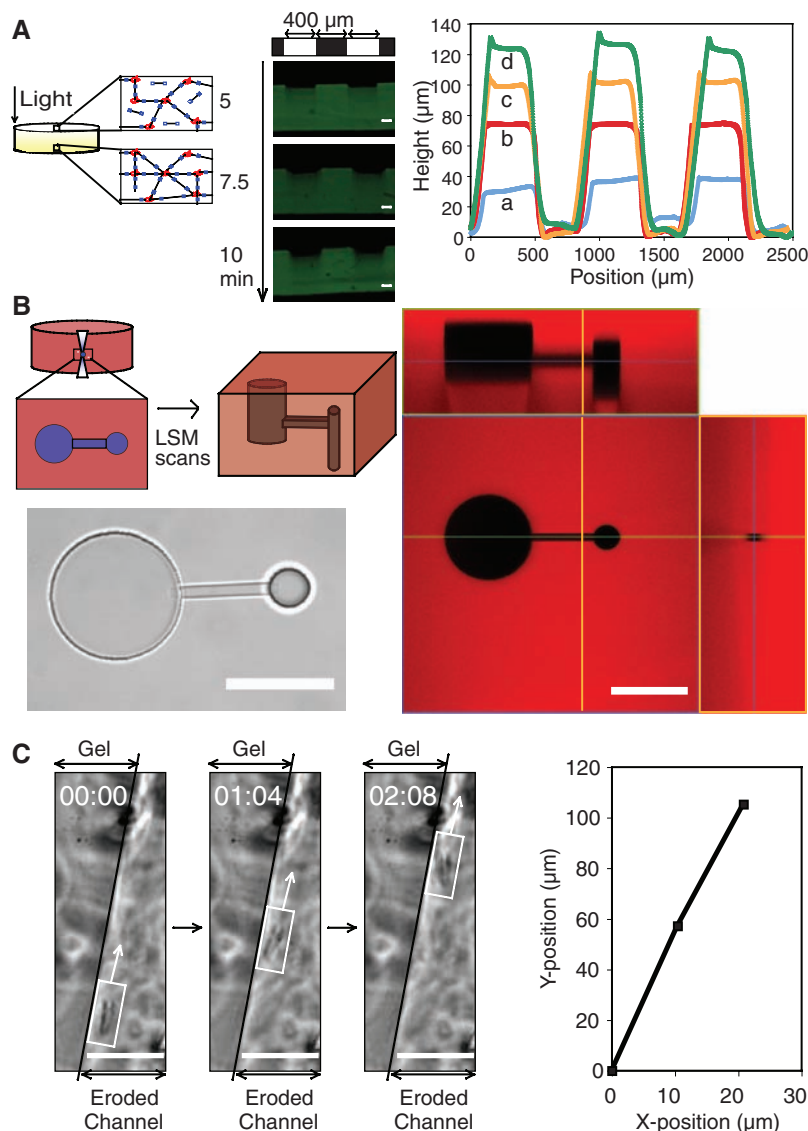 A
Light
5
7.5
10
min
400 µm
Height (µm)
140
120
100
80
60
40
20
0
d
c
b
a
0
500
1000
1500
2000
2500
Position (µm)
B
LSM
scans
C
Gel
Gel
Gel
00:00
01:04
02:08
Eroded
Channel
Eroded
Channel
Eroded
Channel
Y-position (µm)
120
100
80
60
40
20
0
0
10
20
30
X-position (µm)